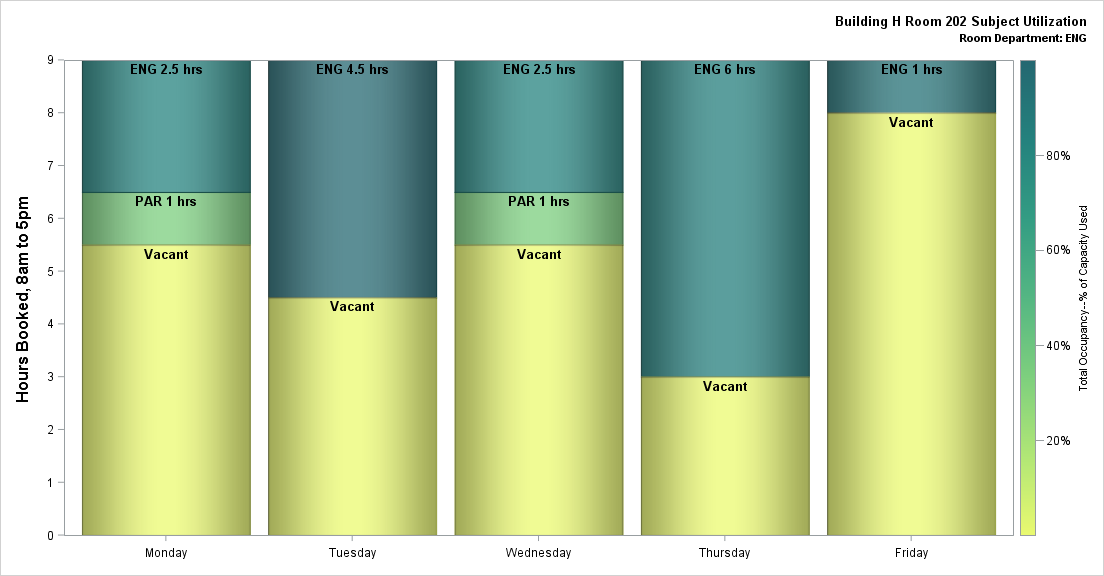 Building H Room 202 Subject Utilization
Room Department: ENG
Hours Booked, 8am to 5pm
9
8
7
6
5
4
3
2
1
0
ENG 2.5 hrs
PAR 1 hrs
Vacant
ENG 4.5 hrs
Vacant
ENG 2.5 hrs
PAR 1 hrs
Vacant
ENG 6 hrs
Vacant
ENG 1 hrs
Vacant
Monday
Tuesday
Wednesday
Thursday
Friday
80%
60%
40%
20%
Total Occupancy--% of Capacity Used